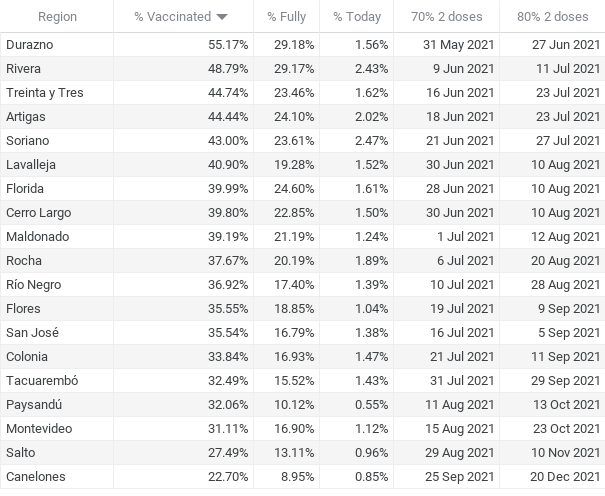 Region % Vaccinated % Fully % Today 70% 2 doses 80% 2 doses
Durazno 55.17% 29.18% 1.56% 31 May 2021 27 Jun 2021
Rivera 48.79% 29.17% 2.43% 9 Jun 2021 11 Jul 2021
Treinta y Tres 44.74% 23.46% 1.62% 16 Jun 2021 23 Jul 2021
Artigas 44.44% 24.10% 2.02% 18 Jun 2021 23 Jul 2021
Soriano 43.00% 23.61% 2.47% 21 Jun 2021 27 Jul 2021
Lavalleja 40.90% 19.28% 1.52% 30 Jun 2021 10 Aug 2021
Florida 39.99% 24.60% 1.61% 28 Jun 2021 10 Aug 2021
Cerro Largo 39.80% 22.85% 1.50% 30 Jun 2021 10 Aug 2021
Maldonado 39.19% 21.19% 1.24% 1 Jul 2021 12 Aug 2021
Rocha 37.67% 20.19% 1.89% 6 Jul 2021 20 Aug 2021
Río Negro 36.92% 17.40% 1.39% 10 Jul 2021 28 Aug 2021
Flores 35.55% 18.85% 1.04% 19 Jul 2021 9 Sep 2021
San José 35.54% 16.79% 1.38% 16 Jul 2021 5 Sep 2021
Colonia 33.84% 16.93% 1.47% 21 Jul 2021 11 Sep 2021
Tacuarembó 32.49% 15.52% 1.43% 31 Jul 2021 29 Sep 2021
Paysandú 32.06% 10.12% 0.55% 11 Aug 2021 13 Oct 2021
Montevideo 31.11% 16.90% 1.12% 15 Aug 2021 23 Oct 2021
Salto 27.49% 13.11% 0.96% 29 Aug 2021 10 Nov 2021
Canelones 22.70% 8.95% 0.85% 25 Sep 2021 20 Dec 2021